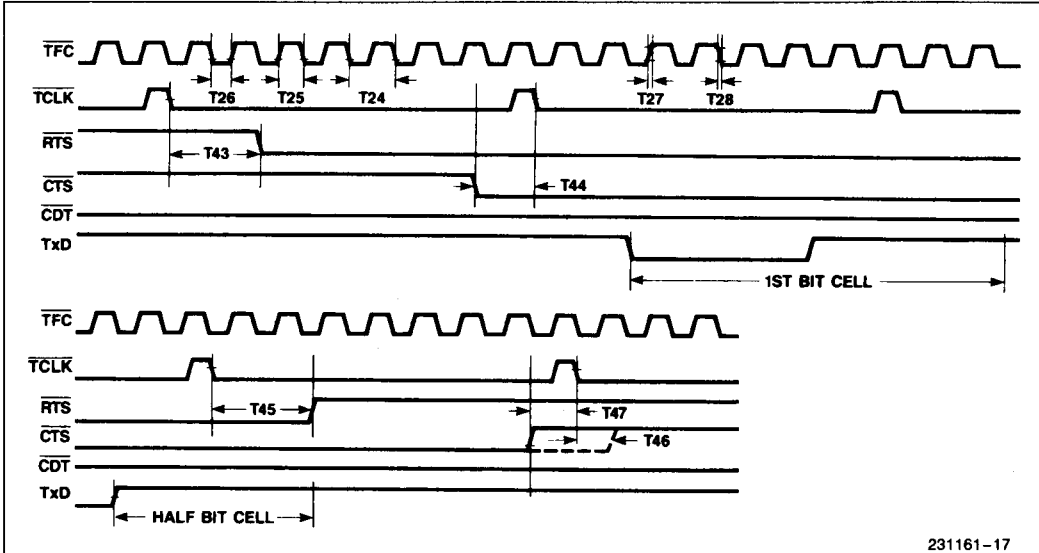 TFC
T26 T25 T24 T27 T28
TCLK
RTS
T43
CTS
T44
CDT
TxD
1ST BIT CELL
TFC
TCLK
RTS
T45
T47
CTS
T46
CDT
TxD
HALF BIT CELL
231161-17